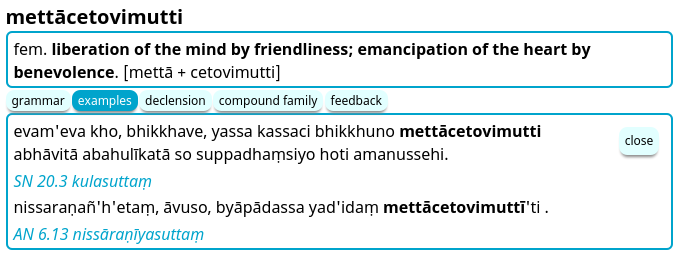 mettācetovimutti
fem. liberation of the mind by friendliness; emancipation of the heart by
benevolence. [mettā + cetovimutti]
grammar examples declension compound family feedback
evam'eva kho, bhikkhave, yassa kassaci bhikkhuno mettācetovimutti
close
abhāvitā abahulīkatā so suppadhaṃsiyo hoti amanussehi.
SN 20.3 kulasuttaṃ
nissaraṇañ'h'etaṃ, āvuso, byāpādassa yad'idaṃ mettācetovimuttī'ti .
AN 6.13 nissāraṇīyasuttaṃ